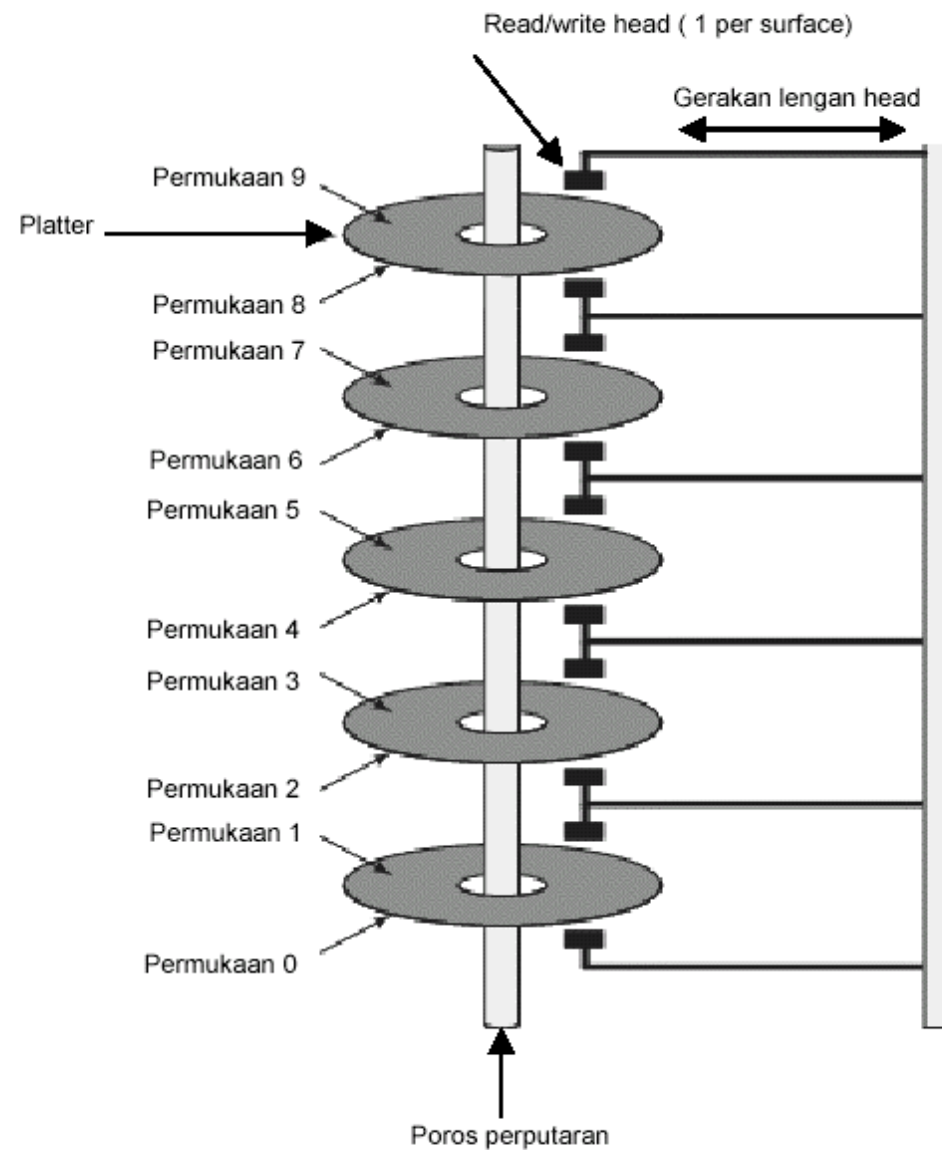 Read/write head ( 1 per surface)
Gerakan lengan head
Permukaan 9
Platter
Permukaan 8
Permukaan 7
Permukaan 6
Permukaan 5
Permukaan 4
Permukaan 3
Permukaan 2
Permukaan 1
Permukaan 0
Poros perputaran